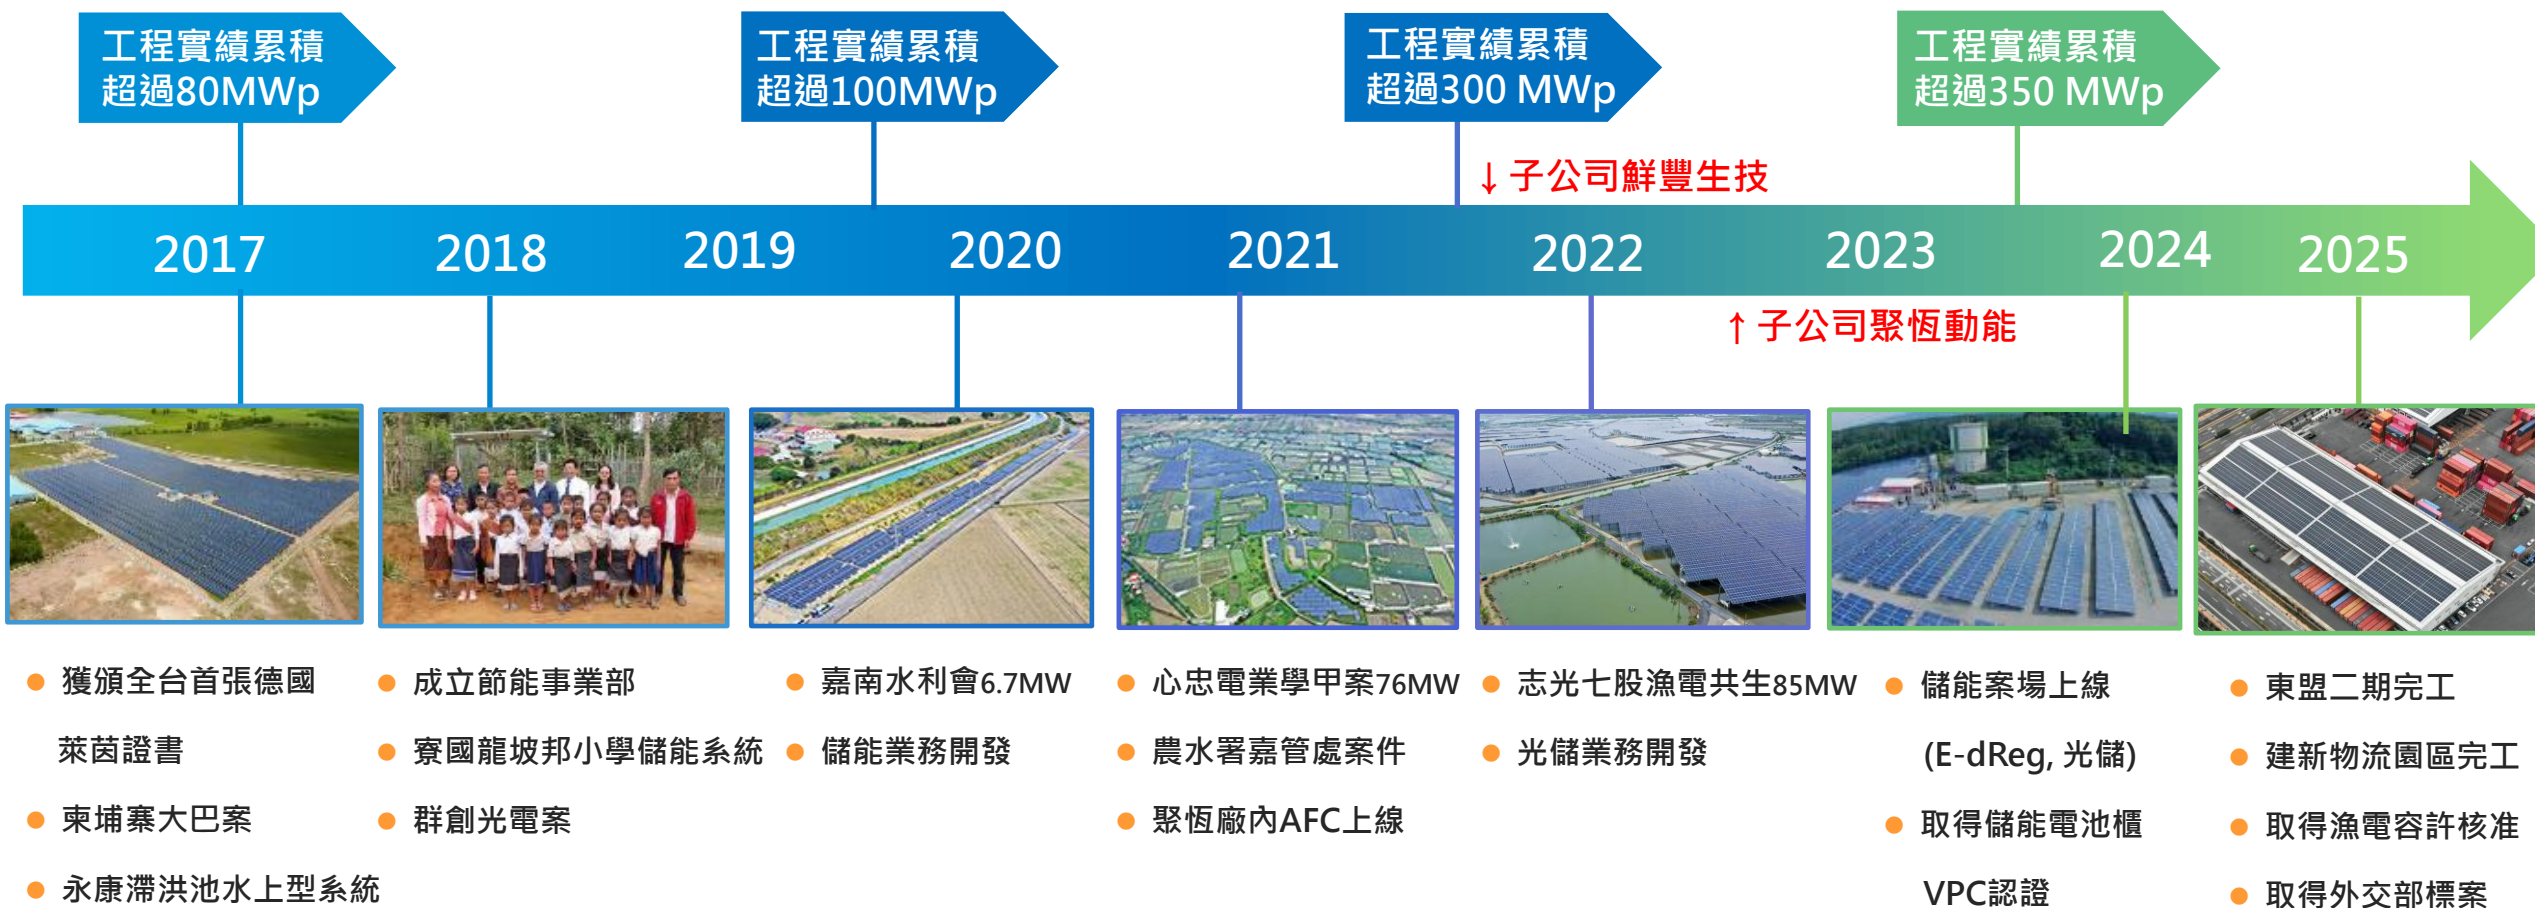 工程實績累積
超過80MWp
工程實績累積
超過100MWp
工程實績累積
超過300 MWp
工程實績累積
超過350 MWp
↓子公司鮮豐生技
2017
2018
2019
2020
2021
2022
2023
2024
2025
↑子公司聚恆動能
● 獲頒全台首張德國
萊茵證書
● 柬埔寨大巴案
● 永康滯洪池水上型系統
● 成立節能事業部
● 寮國龍坡邦小學儲能系統
● 群創光電案
● 嘉南水利會6.7MW
● 儲能業務開發
● 心忠電業學甲案76MW
● 農水署嘉管處案件
● 聚恆廠內AFC上線
● 志光七股漁電共生85MW
● 光儲業務開發
● 儲能案場上線
(E-dReg, 光儲)
● 取得儲能電池櫃
VPC認證
● 東盟二期完工
● 建新物流園區完工
● 取得漁電容許核准
● 取得外交部標案